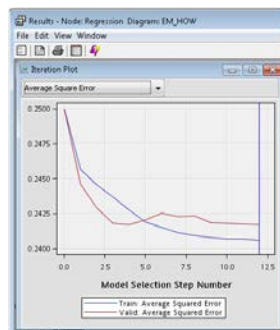 Results - Node: Regression Diagram: EM_HOW
File Edit View Window
Iteration Plot
Average Square Error
0.2500
0.2475
0.2450
0.2425
0.2400
0.0 2.5 5.0 7.5 10.0 12.5
Model Selection Step Number
Train: Average Squared Error
Valid: Average Squared Error